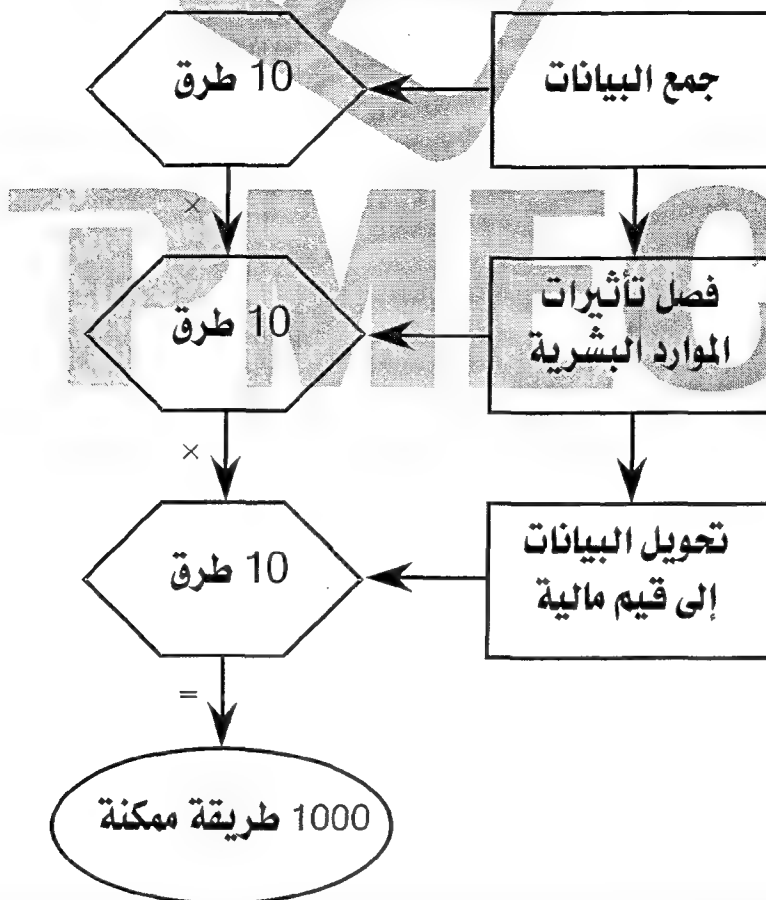 جمع البيانات
10 طرق
×
فصل تأثيرات
الموارد البشرية
10 طرق
×
تحويل البيانات
إلى قيم مالية
10 طرق
=
1000 طريقة ممكنة
TPMEC